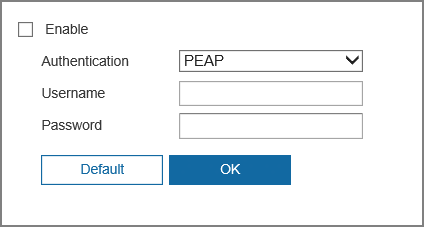 Enable
Authentication PEAP
Username
Password
Default OK